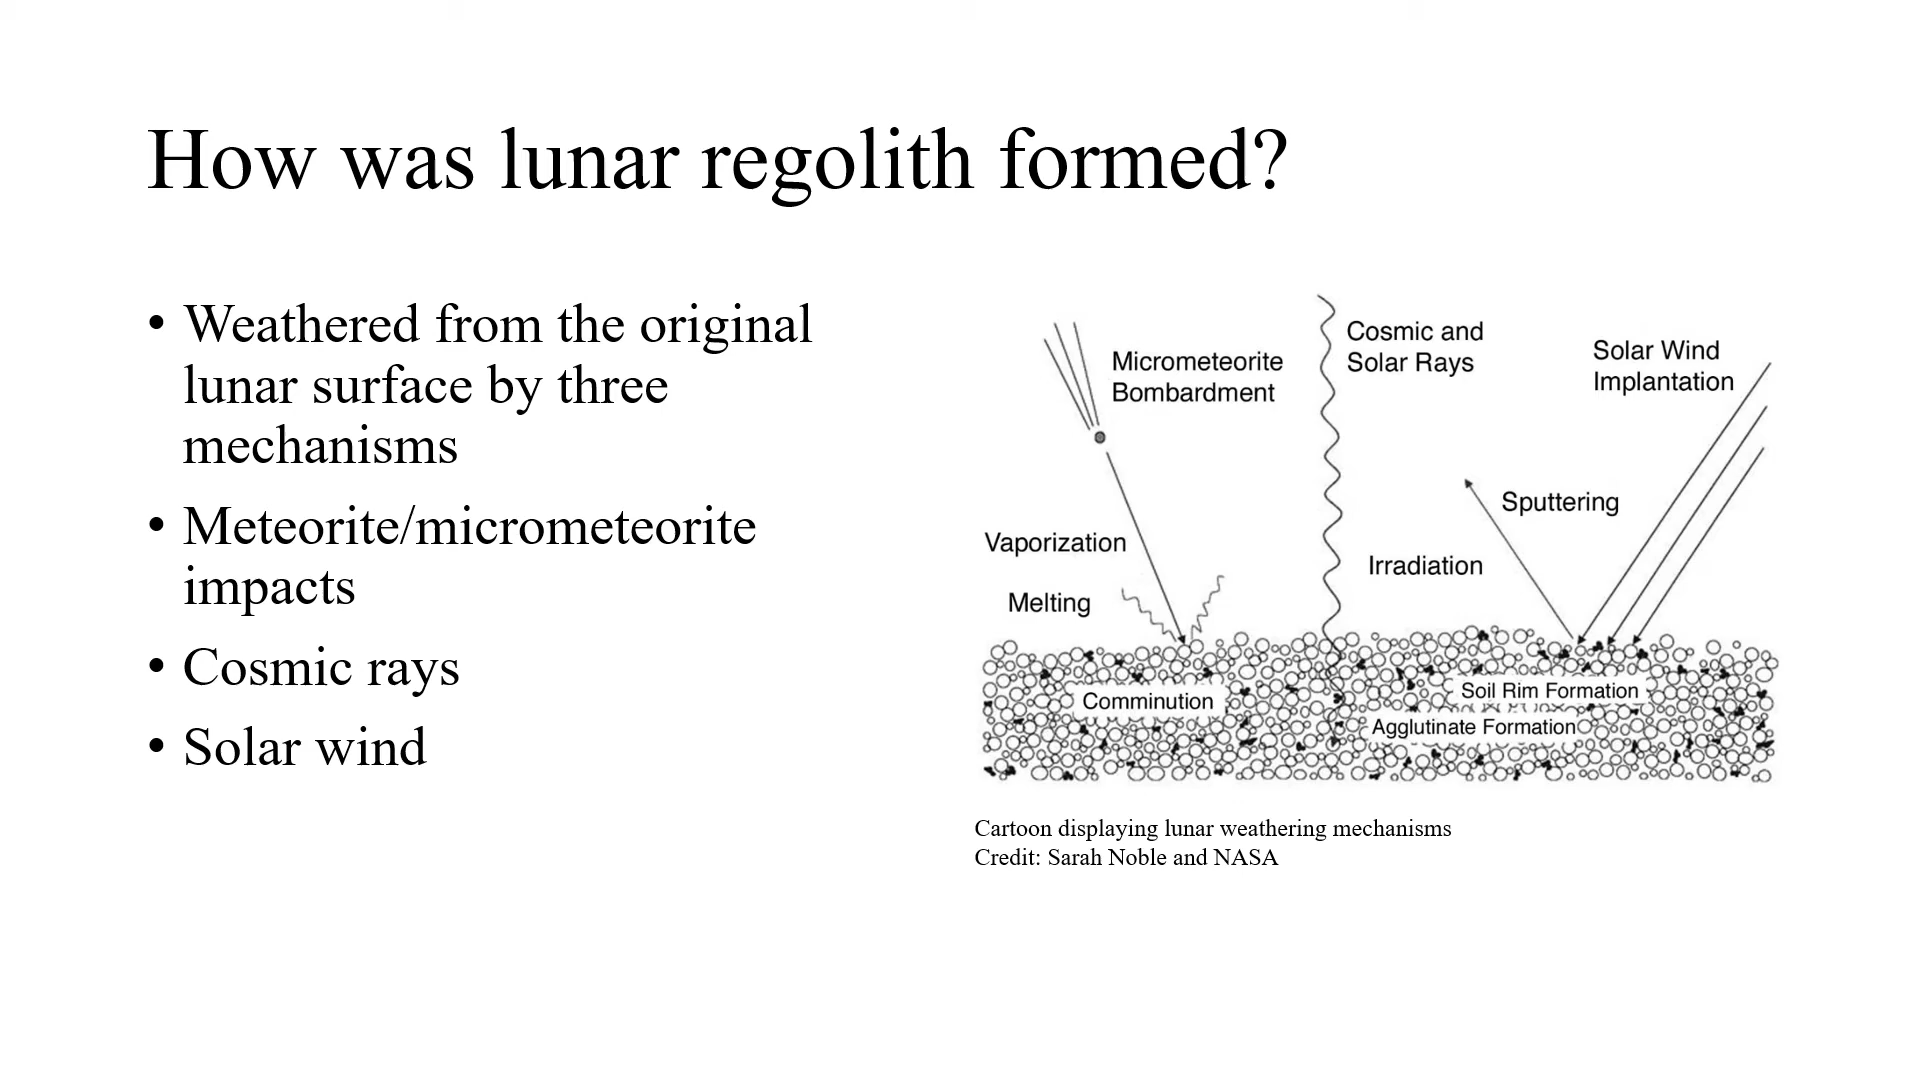 How was lunar regolith formed?
• Weathered from the original
lunar surface by three
mechanisms
• Meteorite/micrometeorite
impacts
• Cosmic rays
• Solar wind
Micrometeorite
Bombardment
Cosmic and
Solar Rays
Solar Wind
Implantation
Sputtering
Vaporization
Irradiation
Melting
Comminution
Soil Rim Formation
Agglutinate Formation
Cartoon displaying lunar weathering mechanisms
Credit: Sarah Noble and NASA